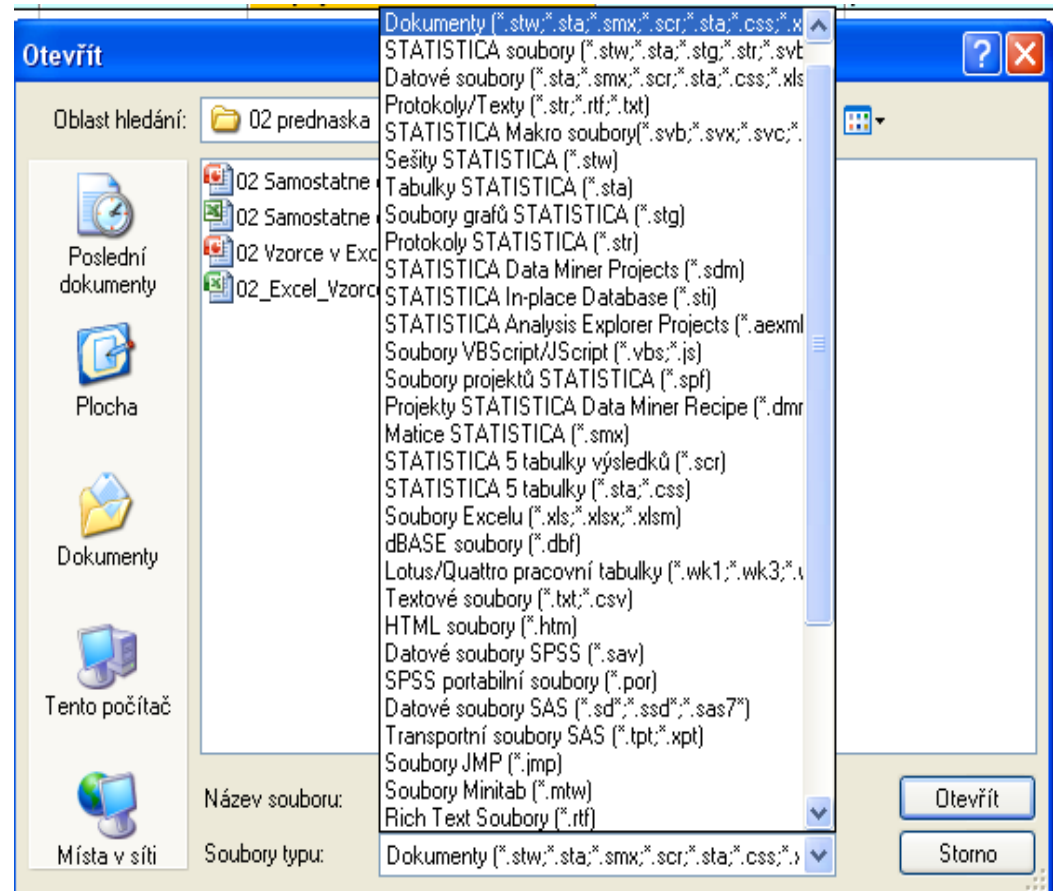 Otevřít
Oblast hledání: 02 prednaska
Poslední
dokumenty
Plocha
Dokumenty
Tento počítač
Místa v síti
02 Samostatne
02 Samostatne
02 Vzorce v Exc
02_Excel_Vzorc
Dokumenty (*.stw;*.sta;*.smx;*.scr;*.sta;*.css;*.x
STATISTICA soubory (*.stw;*.sta;*.stg;*.str;*.svb
Datové soubory (*.sta;*.smx;*.scr;*.sta;*.css;*.xls
Protokoly/Texty (*.str;*.rtf;*.txt)
STATISTICA Makro soubory(*.svb;*.svx;*.svc;*.
Sešity STATISTICA (*.stw)
Tabulky STATISTICA (*.sta)
Soubory grafů STATISTICA (*.stg)
Protokoly STATISTICA (*.str)
STATISTICA Data Miner Projects (*.sdm)
STATISTICA In-place Database (*.sti)
STATISTICA Analysis Explorer Projects (*.aexml
Soubory VBScript/JScript (*.vbs;*.js)
Soubory projektů STATISTICA (*.spf)
Projekty STATISTICA Data Miner Recipe (*.dmr
Matice STATISTICA (*.smx)
STATISTICA 5 tabulky výsledků (*.scr)
STATISTICA 5 tabulky (*.sta;*.css)
Soubory Excelu (*.xls;*.xlsx;*.xlsm)
dBASE soubory (*.dbf)
Lotus/Quattro pracovní tabulky (*.wk1;*.wk3;*.
Textové soubory (*.txt;*.csv)
HTML soubory (*.htm)
Datové soubory SPSS (*.sav)
SPSS portabilní soubory (*.por)
Datové soubory SAS (*.sd*;*.ssd*;*.sas7*)
Transportní soubory SAS (*.tpt;*.xpt)
Soubory JMP (*.jmp)
Soubory Minitab (*.mtw)
Rich Text Soubory (*.rtf)
Název souboru: Otevřít
Soubory typu: Dokumenty (*.stw;*.sta;*.smx;*.scr;*.sta;*.css;*. Storno